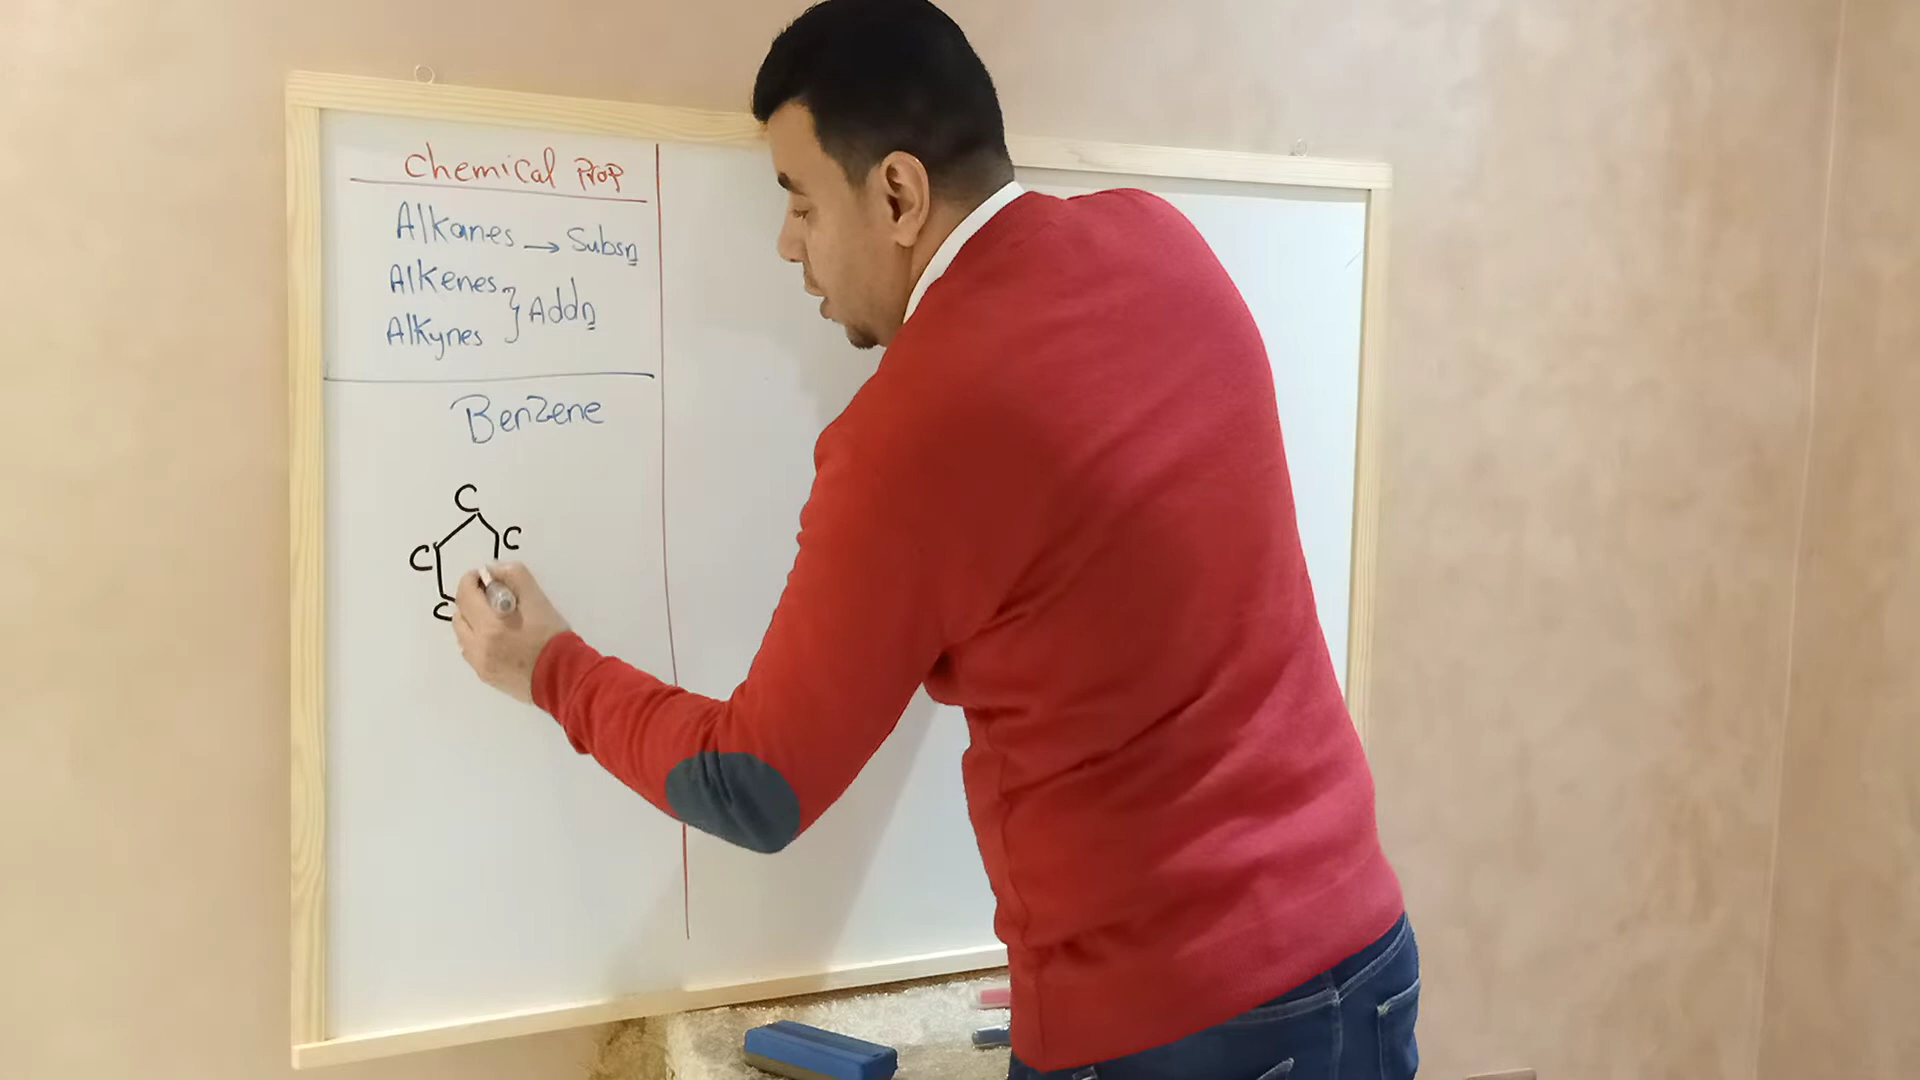 Chemical Prop
Alkanes → Subsn
Alkenes
Alkynes } Addn
Benzene
C
C
C
C